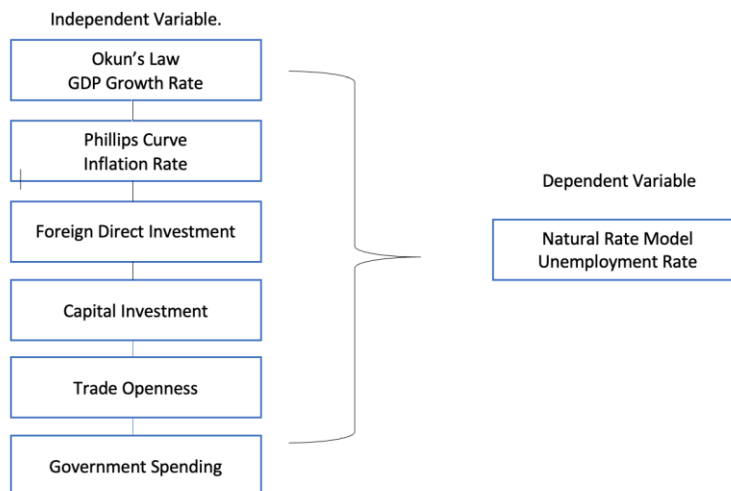 Independent Variable.
Okun's Law
GDP Growth Rate
Phillips Curve
Inflation Rate
Foreign Direct Investment
Capital Investment
Trade Openness
Government Spending
Dependent Variable
Natural Rate Model
Unemployment Rate